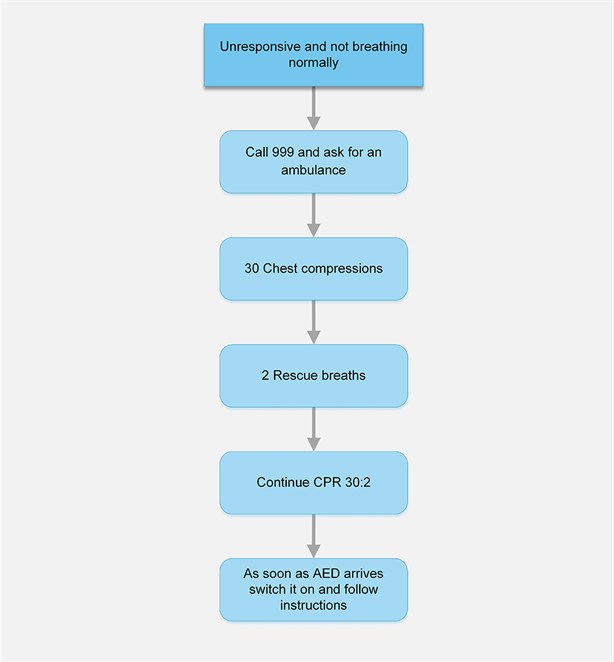 Unresponsive and not breathing
normally
Call 999 and ask for an
ambulance
30 Chest compressions
2 Rescue breaths
Continue CPR 30:2
As soon as AED arrives
switch it on and follow
instructions